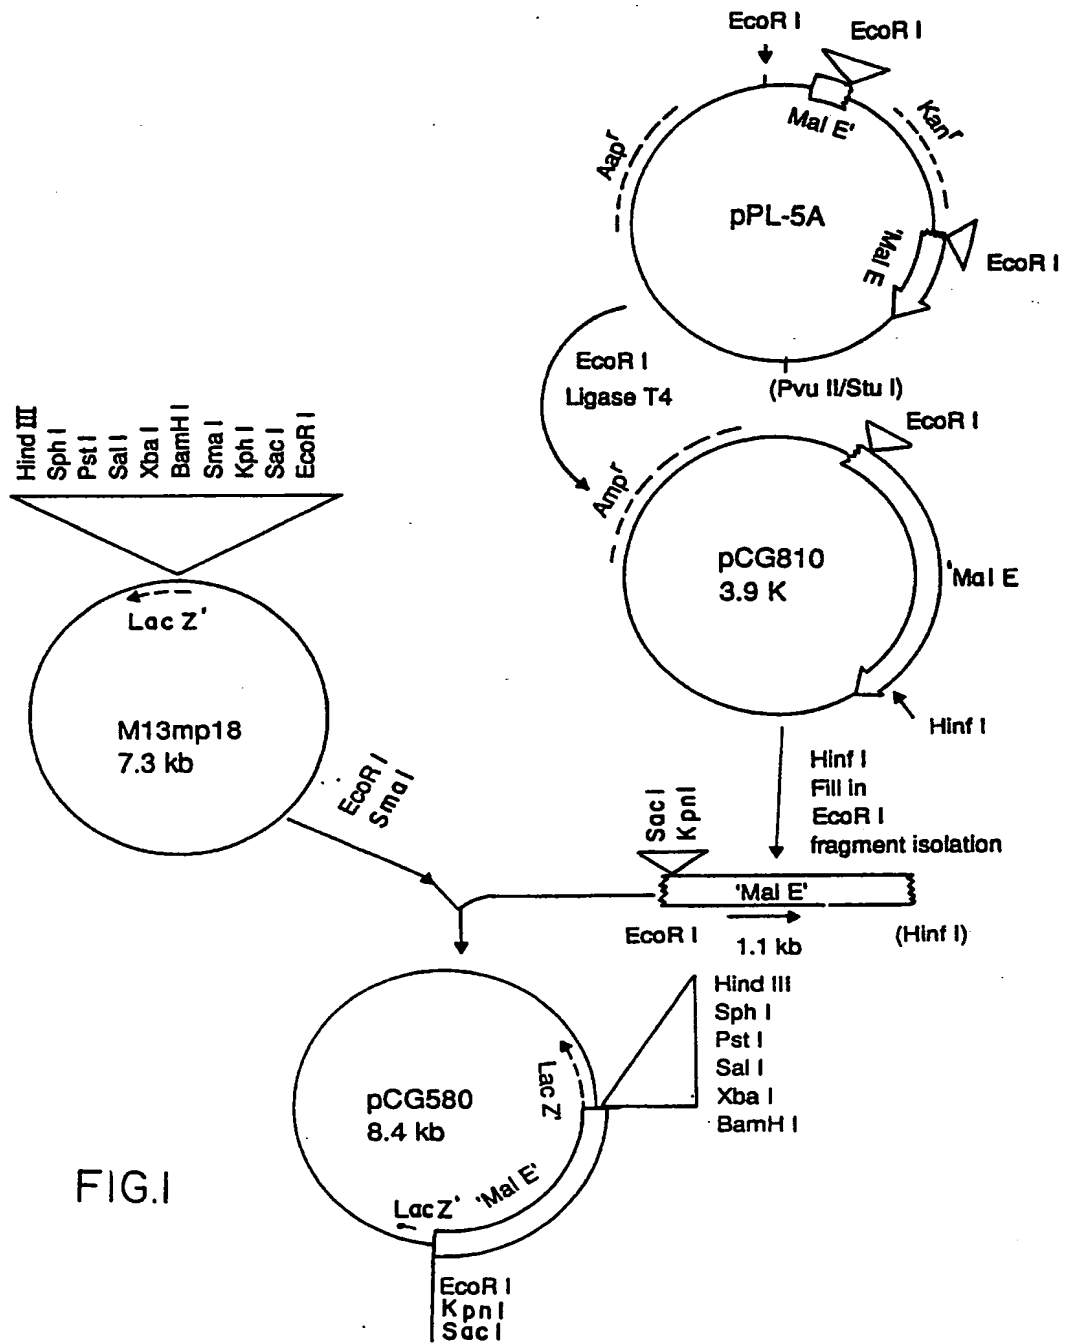 EcoR I
EcoR I
Mal E'
Aap r
Kan r
pPL-5A
'Mal E
EcoR I
EcoR I
Ligase T4
(Pvu II/Stu I)
EcoR I
Amp r
pCG810
3.9 K
'Mal E
Hinf I
Hind III
Sph I
Pst I
Sal I
Xba I
BamH I
Sma I
Kph I
Sac I
EcoR I
Lac Z'
M13mp18
7.3 kb
EcoR I
Sma I
Hinf I
Fill in
EcoR I
fragment isolation
Sac I
Kpn I
'Mal E'
EcoR I
1.1 kb
(Hinf I)
Hind III
Sph I
Pst I
Sal I
Xba I
BamH I
Lac Z'
pCG580
8.4 kb
'Mal E'
Lac Z'
EcoR I
Kpn I
Sac I
FIG.1